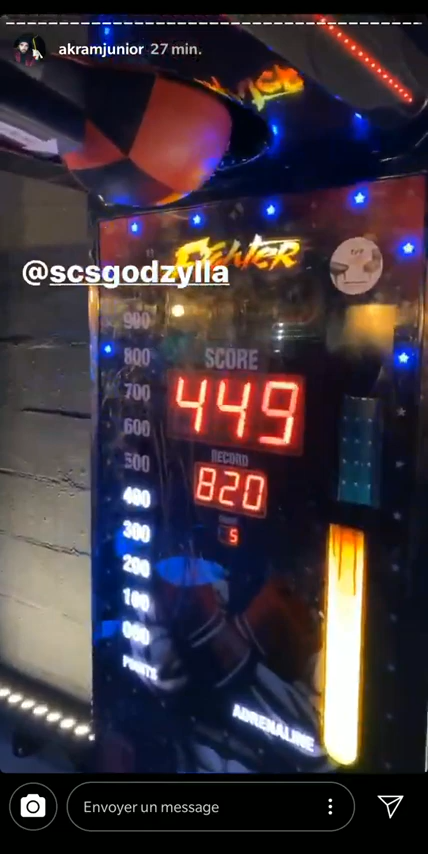 akramjunior 27 min.
FighteR
@scsgodzylla
900
800
700
600
500
400
300
200
100
000
POINTS
SCORE
449
RECORD
820
5
ADRENALINE
Envoyer un message